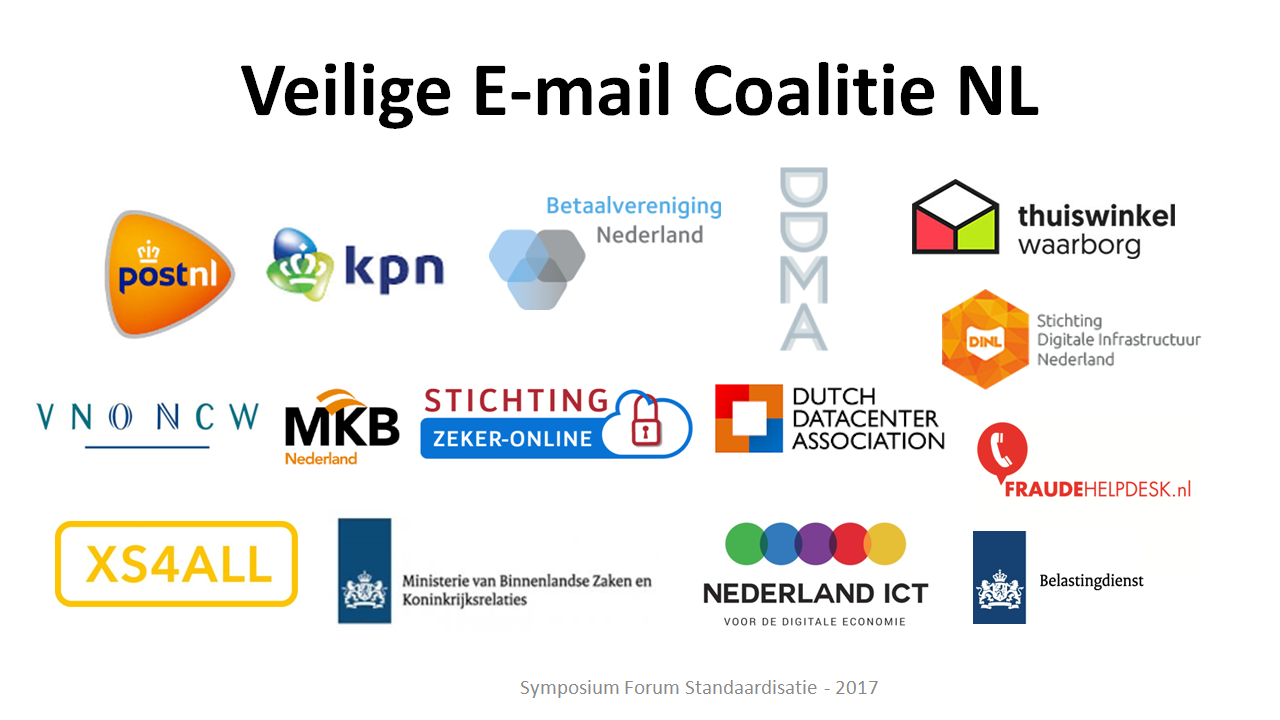 Veilige E-mail Coalitie NL
postnl
kpn
Betaalvereniging
Nederland
DDMA
thuiswinkel
waarborg
DINL
Stichting
Digitale Infrastructuur
Nederland
VNONCW
MKB
Nederland
STICHTING
ZEKER-ONLINE
DUTCH
DATACENTER
ASSOCIATION
FRAUDEHELPDESK.nl
XS4ALL
Ministerie van Binnenlandse Zaken en
Koninkrijksrelaties
NEDERLAND ICT
VOOR DE DIGITALE ECONOMIE
Belastingdienst
Symposium Forum Standaardisatie - 2017